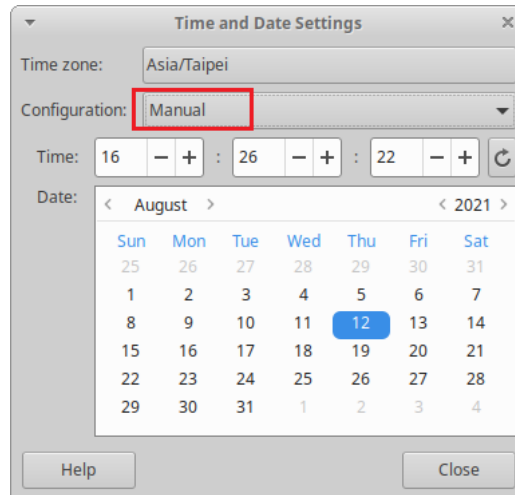 Time and Date Settings
Time zone: Asia/Taipei
Configuration: Manual
Time: 16 − + : 26 − + : 22 − +
Date: < August > < 2021 >
Sun Mon Tue Wed Thu Fri Sat
25 26 27 28 29 30 31
1 2 3 4 5 6 7
8 9 10 11 12 13 14
15 16 17 18 19 20 21
22 23 24 25 26 27 28
29 30 31 1 2 3 4
Help Close